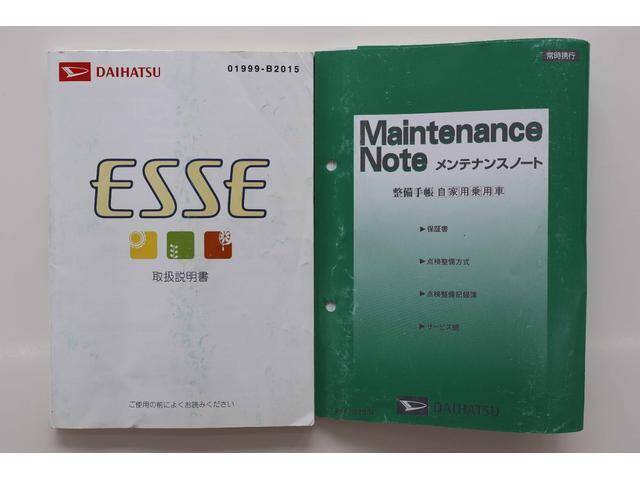 DAIHATSU
01999-B2015
ESSE
取扱説明書
ご使用の前によくお読みください
常時携行
Maintenance
Note メンテナンスノート
整備手帳 自家用乗用車
▶保証書
▶点検整備方式
▶点検整備記録簿
▶サービス網
DAIHATSU